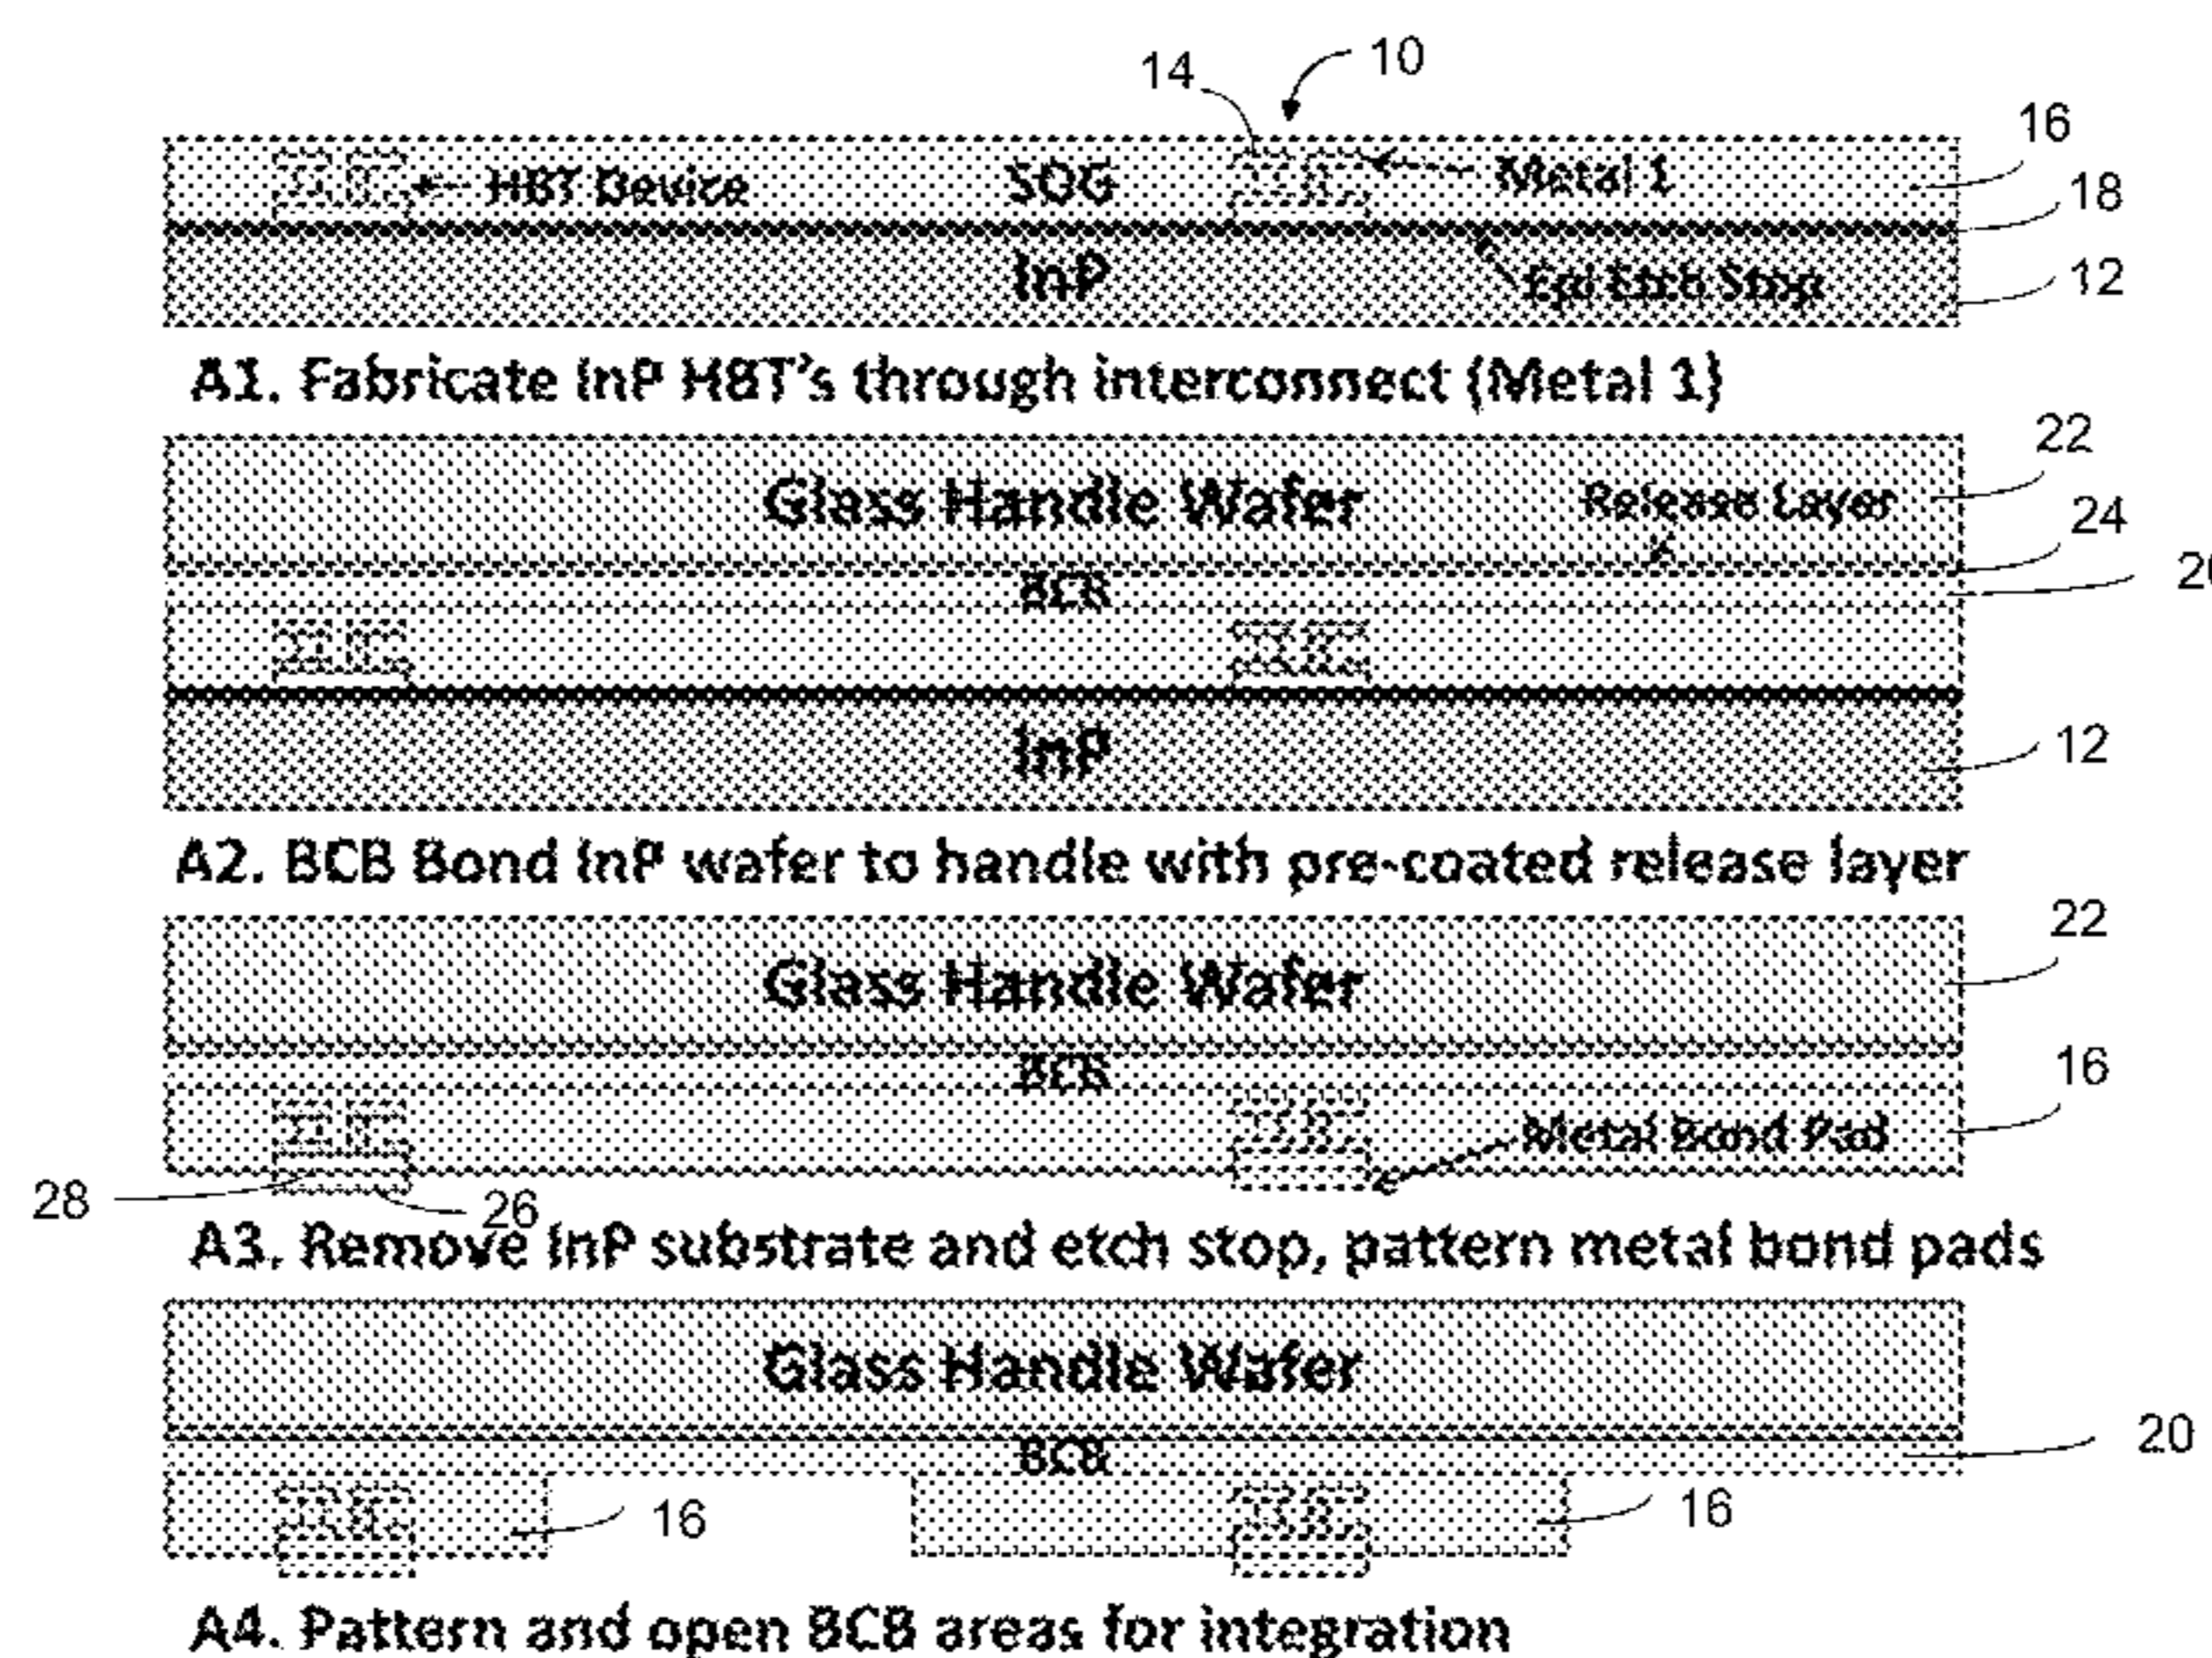 14
10
16
HBT Device
SOG
Metal 1
18
InP
Epi Etch Stop
12
A1. Fabricate InP HBT's through interconnect (Metal 1)
22
Glass Handle Wafer
Release Layer
24
BCB
InP
12
A2. BCB Bond InP wafer to handle with pre-coated release layer
22
Glass Handle Wafer
BCB
16
Metal Bond Pad
28
26
A3. Remove InP substrate and etch stop, pattern metal bond pads
Glass Handle Wafer
20
BCB
16
16
A4. Pattern and open BCB areas for integration